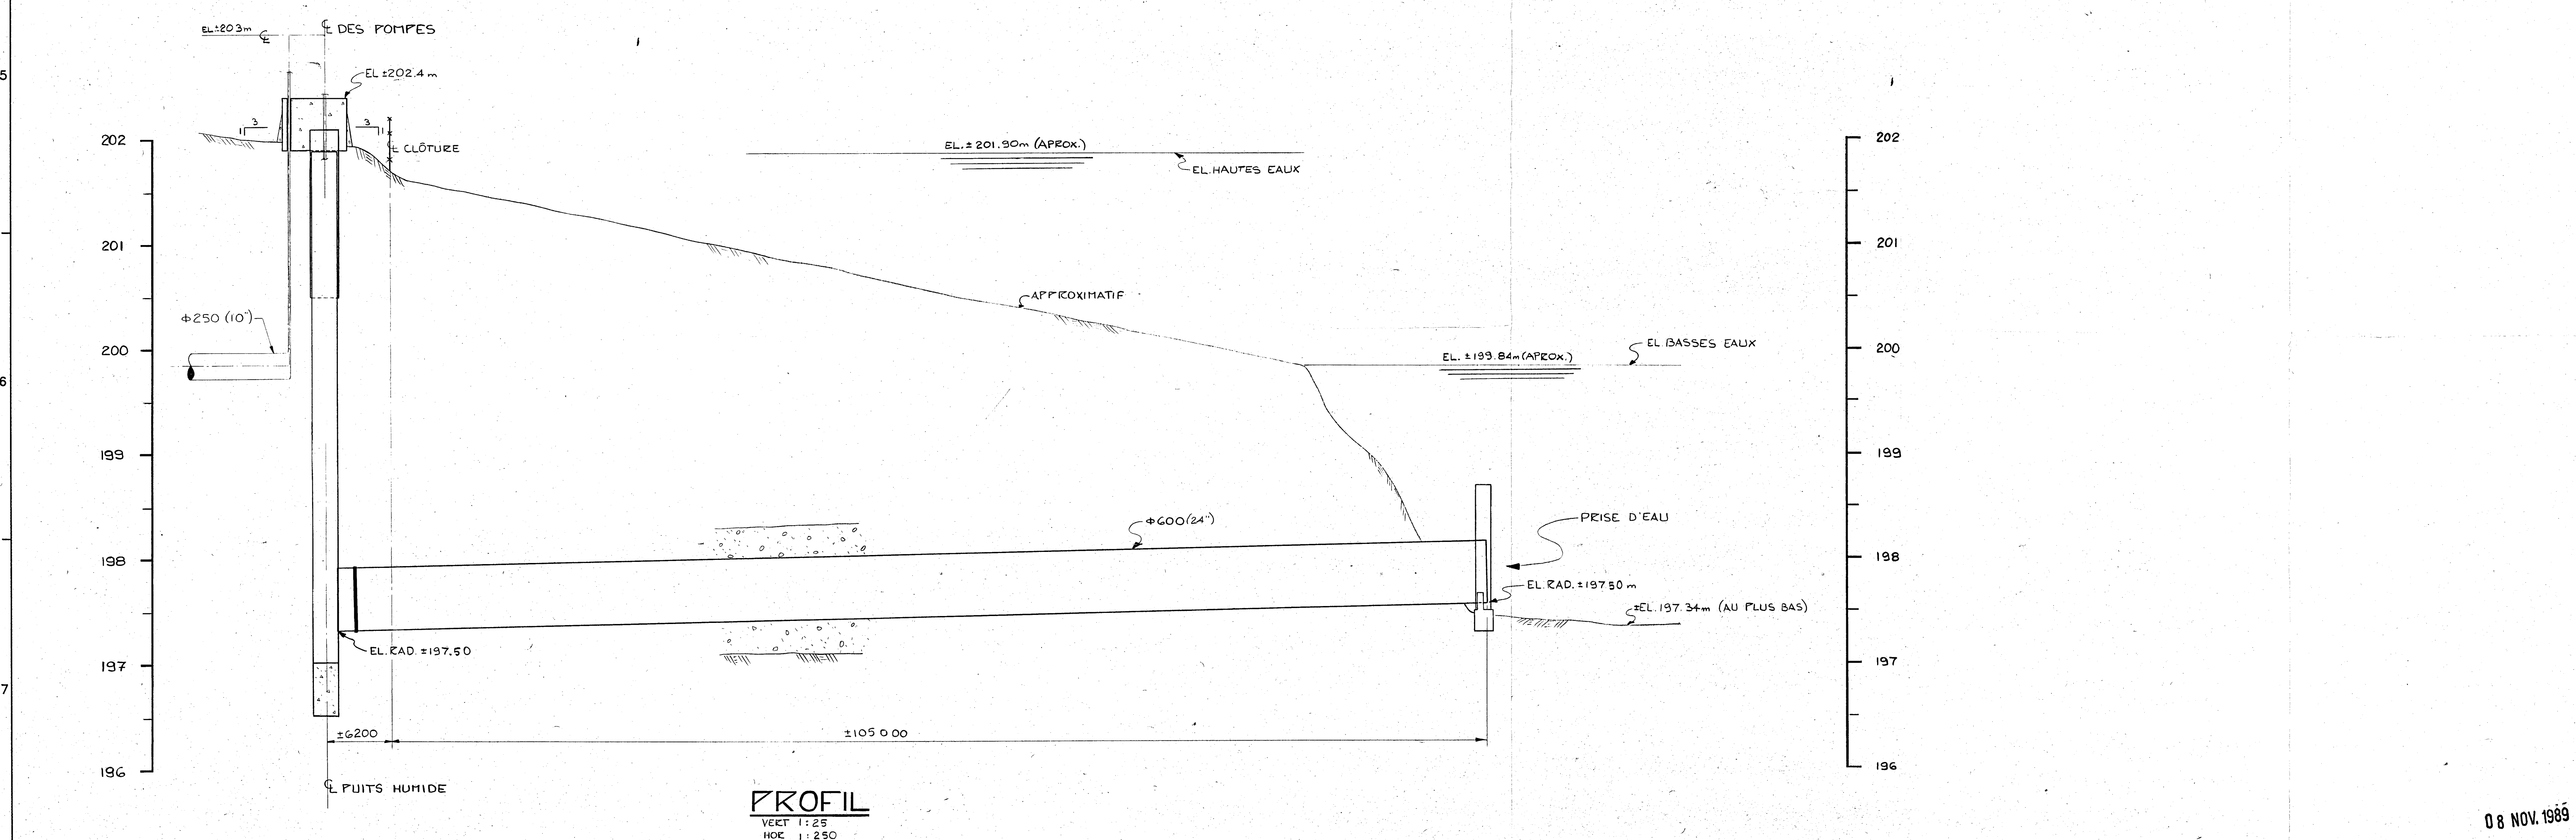 5
6
7
EL ±203m ℄
℄ DES POMPES
EL ±202.4 m
3
1
3
1
℄ CLÔTURE
EL. ± 201.90m (APROX.)
EL. HAUTES EAUX
APPROXIMATIF
Φ250 (10")
EL. ±199.84m (APROX.)
EL BASSES EAUX
Φ600 (24")
PRISE D'EAU
EL. RAD. ±197.50 m
±EL. 197.34m (AU PLUS BAS)
EL. RAD. ±197.50
±6200
±105 000
℄ PUITS HUMIDE
202
201
200
199
198
197
196
202
201
200
199
198
197
196
PROFIL
VERT 1:25
HOR 1:250
08 NOV. 1989